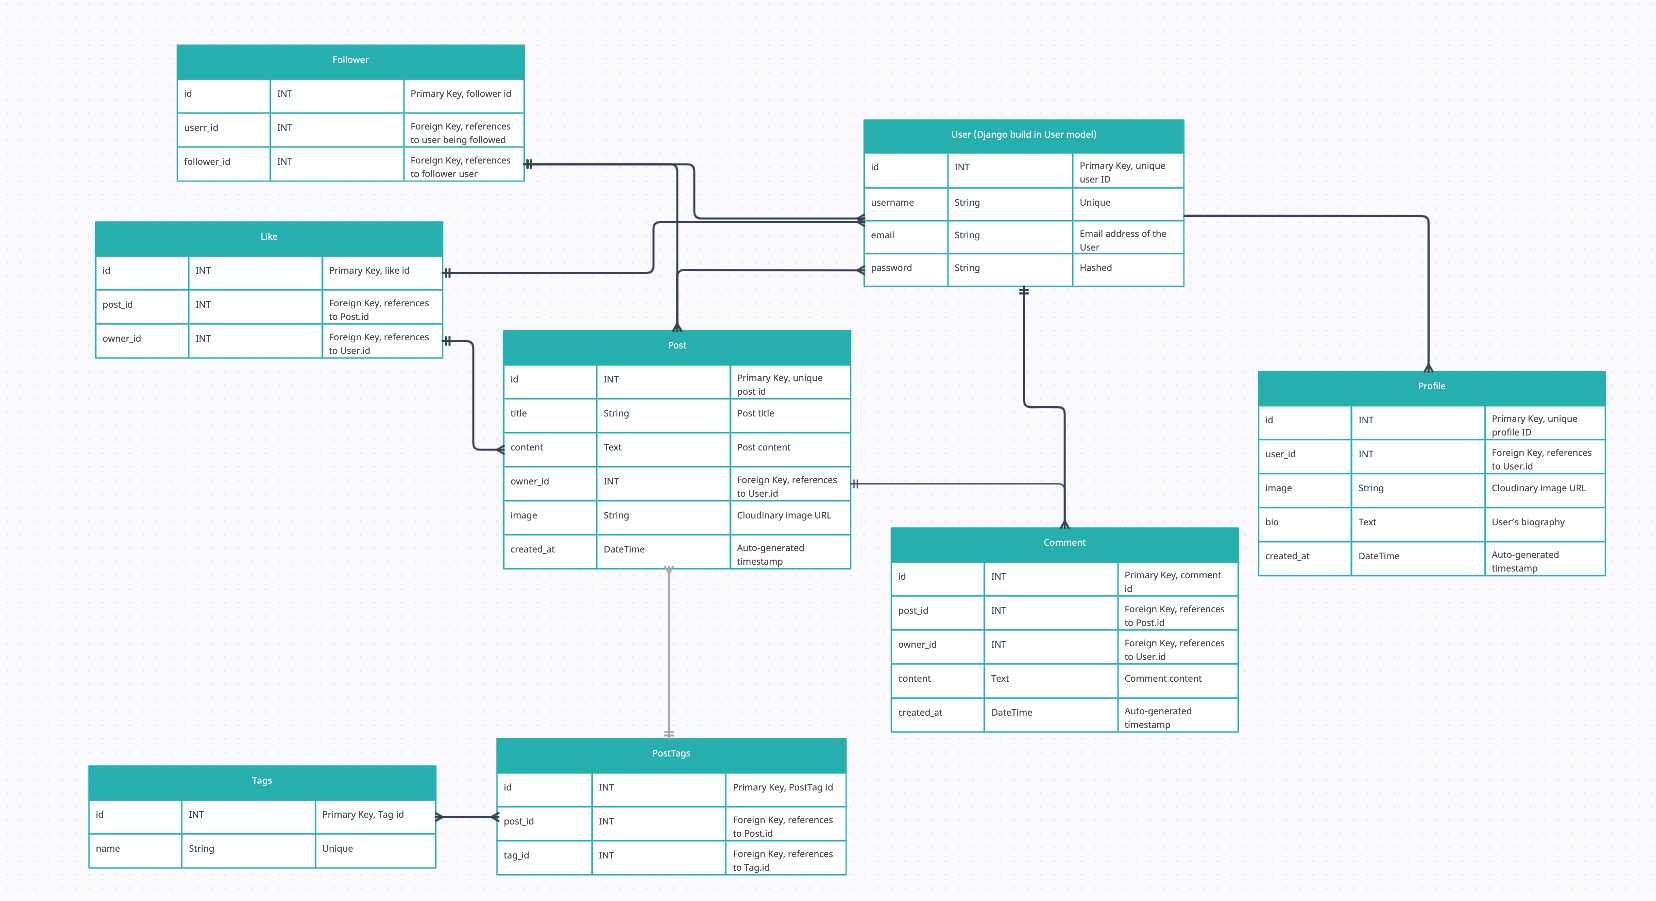 Follower
id INT Primary Key, follower id
userr_id INT Foreign Key, references
to user being followed
follower_id INT Foreign Key, references
to follower user
User (Django build in User model)
id INT Primary Key, unique
user ID
username String Unique
email String Email address of the
User
password String Hashed
Like
id INT Primary Key, like id
post_id INT Foreign Key, references
to Post.id
owner_id INT Foreign Key, references
to User.id
Post
id INT Primary Key, unique
post id
title String Post title
content Text Post content
owner_id INT Foreign Key, references
to User.id
image String Cloudinary image URL
created_at DateTime Auto-generated
timestamp
Profile
id INT Primary Key, unique
profile ID
user_id INT Foreign Key, references
to User.id
image String Cloudinary image URL
bio Text User's biography
created_at DateTime Auto-generated
timestamp
Comment
id INT Primary Key, comment
id
post_id INT Foreign Key, references
to Post.id
owner_id INT Foreign Key, references
to User.id
content Text Comment content
created_at DateTime Auto-generated
timestamp
Tags
id INT Primary Key, Tag id
name String Unique
PostTags
id INT Primary Key, PostTag id
post_id INT Foreign Key, references
to Post.id
tag_id INT Foreign Key, references
to Tag.id